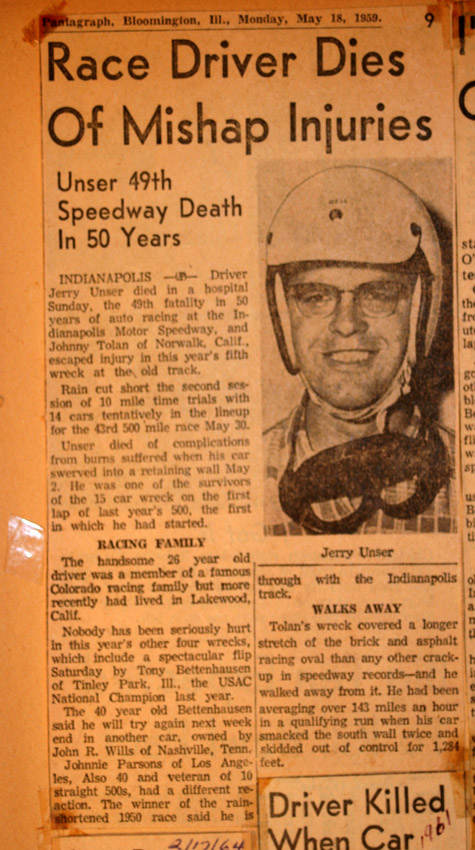 Pantagraph, Bloomington, Ill., Monday, May 18, 1959.
9
Race Driver Dies
Of Mishap Injuries
Unser 49th
Speedway Death
In 50 Years
INDIANAPOLIS —(AP)— Driver
Jerry Unser died in a hospital
Sunday, the 49th fatality in 50
years of auto racing at the In-
dianapolis Motor Speedway, and
Johnny Tolan of Norwalk, Calif.,
escaped injury in this year's fifth
wreck at the old track.
Rain cut short the second ses-
sion of 10 mile time trials with
14 cars tentatively in the lineup
for the 43rd 500 mile race May 30.
Unser died of complications
from burns suffered when his car
swerved into a retaining wall May
2. He was one of the survivors
of the 15 car wreck on the first
lap of last year's 500, the first
in which he had started.
RACING FAMILY
The handsome 26 year old
driver was a member of a famous
Colorado racing family but more
recently had lived in Lakewood,
Calif.
Nobody has been seriously hurt
in this year's other four wrecks,
which include a spectacular flip
Saturday by Tony Bettenhausen
of Tinley Park, Ill., the USAC
National Champion last year.
The 40 year old Bettenhausen
said he will try again next week
end in another car, owned by
John R. Wills of Nashville, Tenn.
Johnnie Parsons of Los Ange-
les, Also 40 and veteran of 10
straight 500s, had a different re-
action. The winner of the rain-
shortened 1950 race said he is
Jerry Unser
through with the Indianapolis
track.
WALKS AWAY
Tolan's wreck covered a longer
stretch of the brick and asphalt
racing oval than any other crack-
up in speedway records—and he
walked away from it. He had been
averaging over 143 miles an hour
in a qualifying run when his car
smacked the south wall twice and
skidded out of control for 1,284
feet.
Driver Killed
When Car
1961
2/17/64